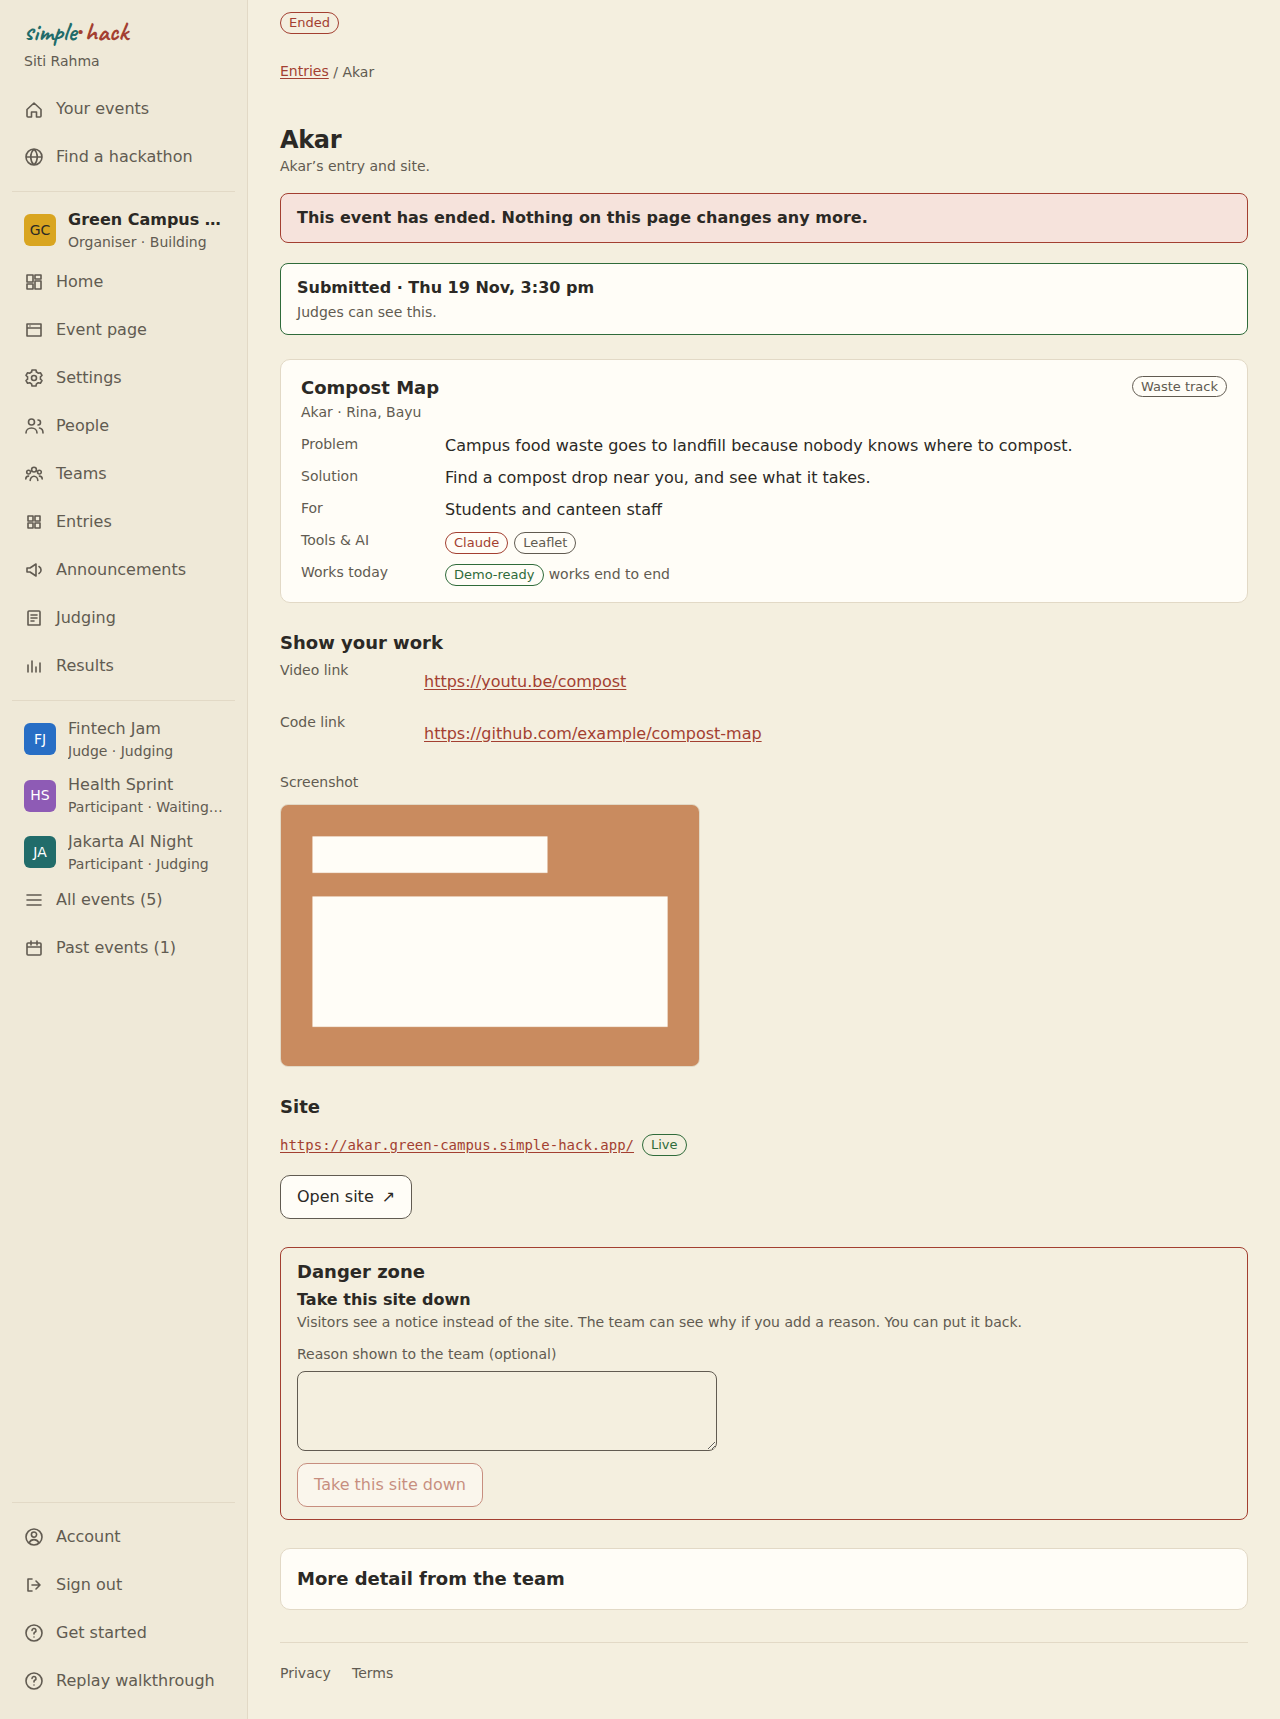 simple·hack
Siti Rahma
Your events
Find a hackathon
GC
Green Campus …
Organiser · Building
Home
Event page
Settings
People
Teams
Entries
Announcements
Judging
Results
FJ
Fintech Jam
Judge · Judging
HS
Health Sprint
Participant · Waiting…
JA
Jakarta AI Night
Participant · Judging
All events (5)
Past events (1)
Account
Sign out
Get started
Replay walkthrough
Ended
Entries / Akar
Akar
Akar’s entry and site.
This event has ended. Nothing on this page changes any more.
Submitted · Thu 19 Nov, 3:30 pm
Judges can see this.
Compost Map
Waste track
Akar · Rina, Bayu
Problem Campus food waste goes to landfill because nobody knows where to compost.
Solution Find a compost drop near you, and see what it takes.
For Students and canteen staff
Tools & AI Claude Leaflet
Works today Demo-ready works end to end
Show your work
Video link https://youtu.be/compost
Code link https://github.com/example/compost-map
Screenshot
Site
https://akar.green-campus.simple-hack.app/ Live
Open site ↗
Danger zone
Take this site down
Visitors see a notice instead of the site. The team can see why if you add a reason. You can put it back.
Reason shown to the team (optional)
Take this site down
More detail from the team
Privacy Terms